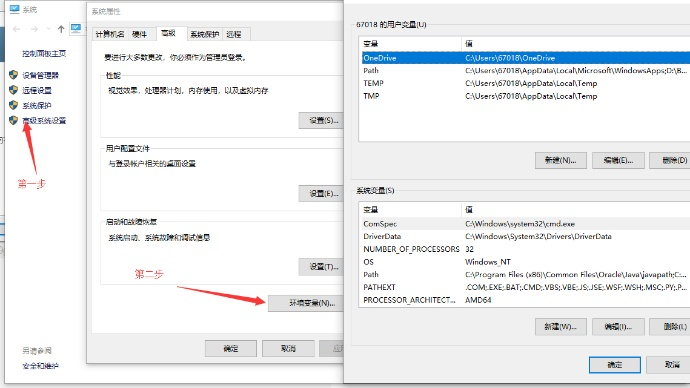 系统
控制面板主页
设备管理器
远程设置
系统保护
高级系统设置
第一步
另请参阅
安全和维护
系统属性
计算机名 硬件 高级 系统保护 远程
要进行大多数更改，你必须作为管理员登录。
性能
视觉效果，处理器计划，内存使用，以及虚拟内存
设置(S)...
用户配置文件
与登录帐户相关的桌面设置
设置(E)...
启动和故障恢复
系统启动、系统故障和调试信息
设置(T)...
第二步
环境变量(N)...
确定 取消
67018 的用户变量(U)
变量 值
OneDrive C:\Users\67018\OneDrive
Path C:\Users\67018\AppData\Local\Microsoft\WindowsApps;D:\B...
TEMP C:\Users\67018\AppData\Local\Temp
TMP C:\Users\67018\AppData\Local\Temp
新建(N)... 编辑(E)... 删除(D)
系统变量(S)
变量 值
ComSpec C:\Windows\system32\cmd.exe
DriverData C:\Windows\System32\Drivers\DriverData
NUMBER_OF_PROCESSORS 32
OS Windows_NT
Path C:\Program Files (x86)\Common Files\Oracle\Java\javapath;C:...
PATHEXT .COM;.EXE;.BAT;.CMD;.VBS;.VBE;.JS;.JSE;.WSF;.WSH;.MSC;.PY;.P...
PROCESSOR_ARCHITECT... AMD64
新建(W)... 编辑(I)... 删除(L)
确定 取消